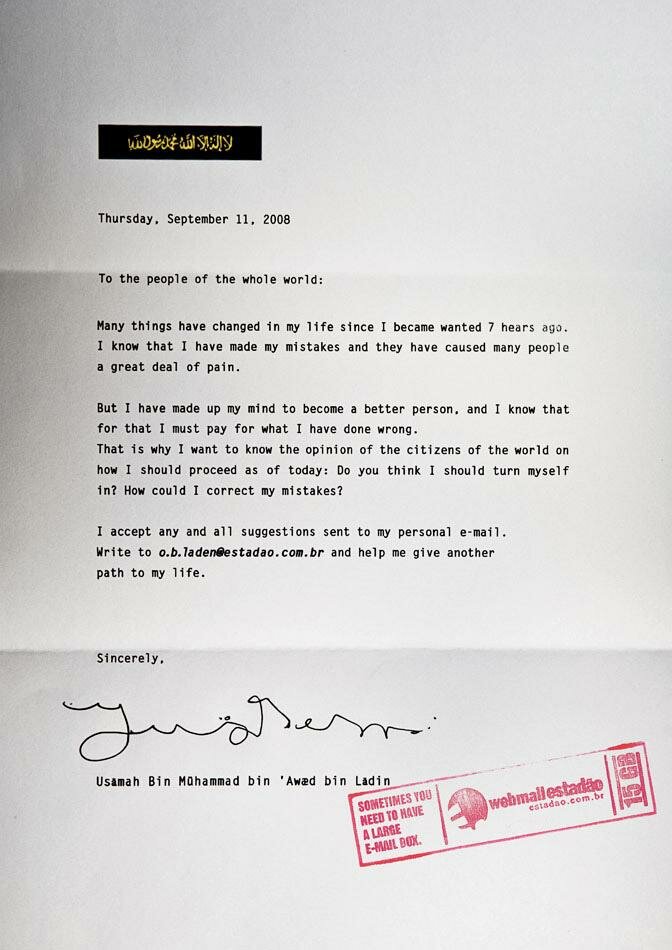 لا إله إلا الله محمد رسول الله
Thursday, September 11, 2008
To the people of the whole world:
Many things have changed in my life since I became wanted 7 hears ago.
I know that I have made my mistakes and they have caused many people
a great deal of pain.
But I have made up my mind to become a better person, and I know that
for that I must pay for what I have done wrong.
That is why I want to know the opinion of the citizens of the world on
how I should proceed as of today: Do you think I should turn myself
in? How could I correct my mistakes?
I accept any and all suggestions sent to my personal e-mail.
Write to o.b.laden@estadao.com.br and help me give another
path to my life.
Sincerely,
Usāmah Bin Mūhammad bin 'Awæd bin Lādin
SOMETIMES YOU
NEED TO HAVE
A LARGE
E-MAIL BOX.
webmail estadão
estadao.com.br
15 GB